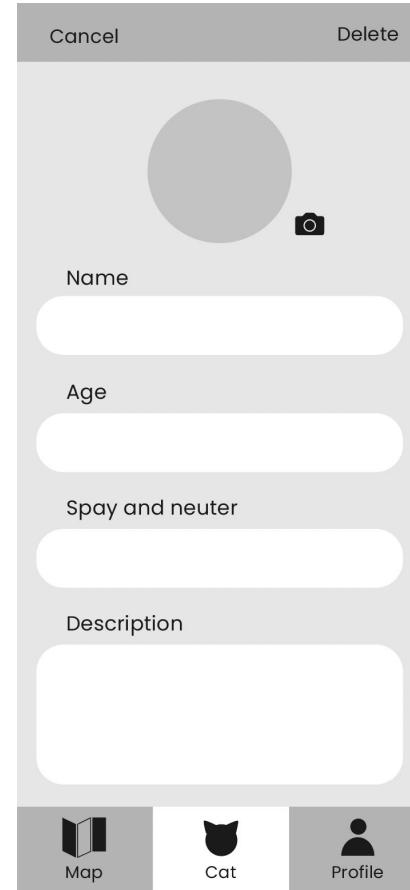 Cancel
Delete
Name
Age
Spay and neuter
Description
Map
Cat
Profile